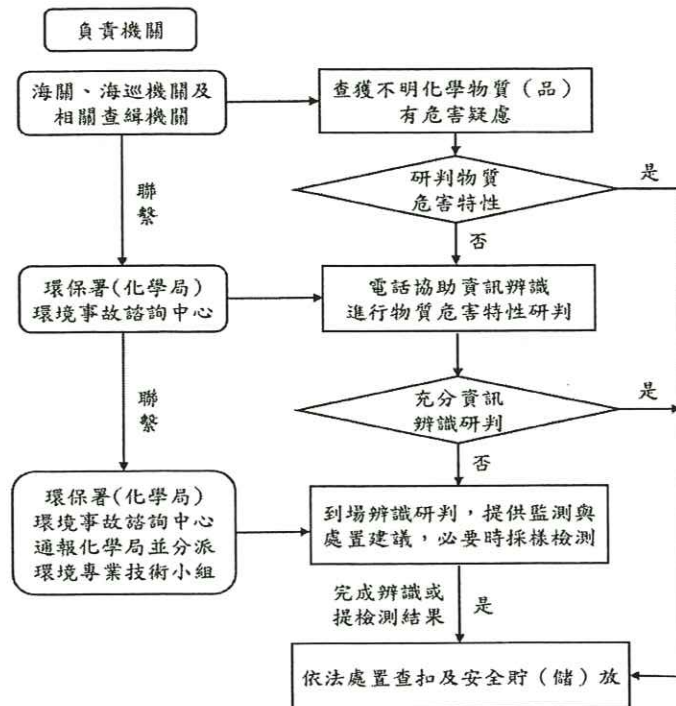 負責機關
海關、海巡機關及
相關查緝機關
查獲不明化學物質（品）
有危害疑慮
研判物質
危害特性
是
聯
繫
否
環保署(化學局)
環境事故諮詢中心
電話協助資訊辨識
進行物質危害特性研判
聯
繫
充分資訊
辨識研判
是
否
環保署(化學局)
環境事故諮詢中心
通報化學局並分派
環境專業技術小組
到場辨識研判，提供監測與
處置建議，必要時採樣檢測
完成辨識或
提檢測結果
是
依法處置查扣及安全貯（儲）放